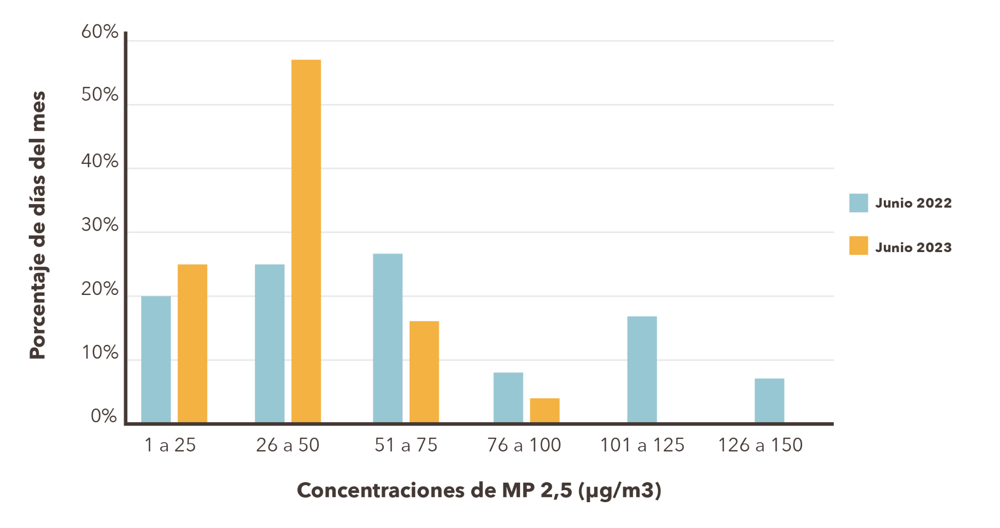 60%
50%
40%
30%
20%
10%
0%
Porcentaje de días del mes
1 a 25
26 a 50
51 a 75
76 a 100
101 a 125
126 a 150
Concentraciones de MP 2,5 (µg/m3)
Junio 2022
Junio 2023